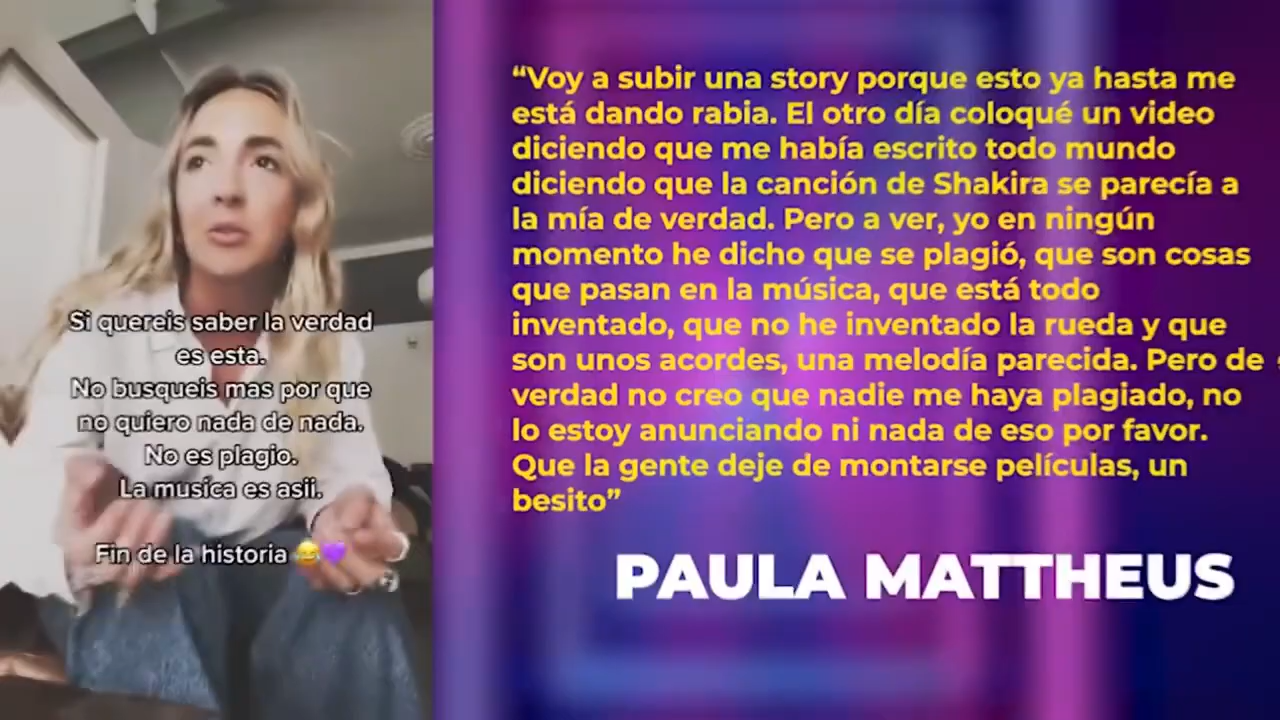 Si quereis saber la verdad
es esta.
No busqueis mas por que
no quiero nada de nada.
No es plagio.
La musica es asii.
Fin de la historia 😂💜
“Voy a subir una story porque esto ya hasta me
está dando rabia. El otro día coloqué un video
diciendo que me había escrito todo mundo
diciendo que la canción de Shakira se parecía a
la mía de verdad. Pero a ver, yo en ningún
momento he dicho que se plagió, que son cosas
que pasan en la música, que está todo
inventado, que no he inventado la rueda y que
son unos acordes, una melodía parecida. Pero de
verdad no creo que nadie me haya plagiado, no
lo estoy anunciando ni nada de eso por favor.
Que la gente deje de montarse películas, un
besito”
PAULA MATTHEUS